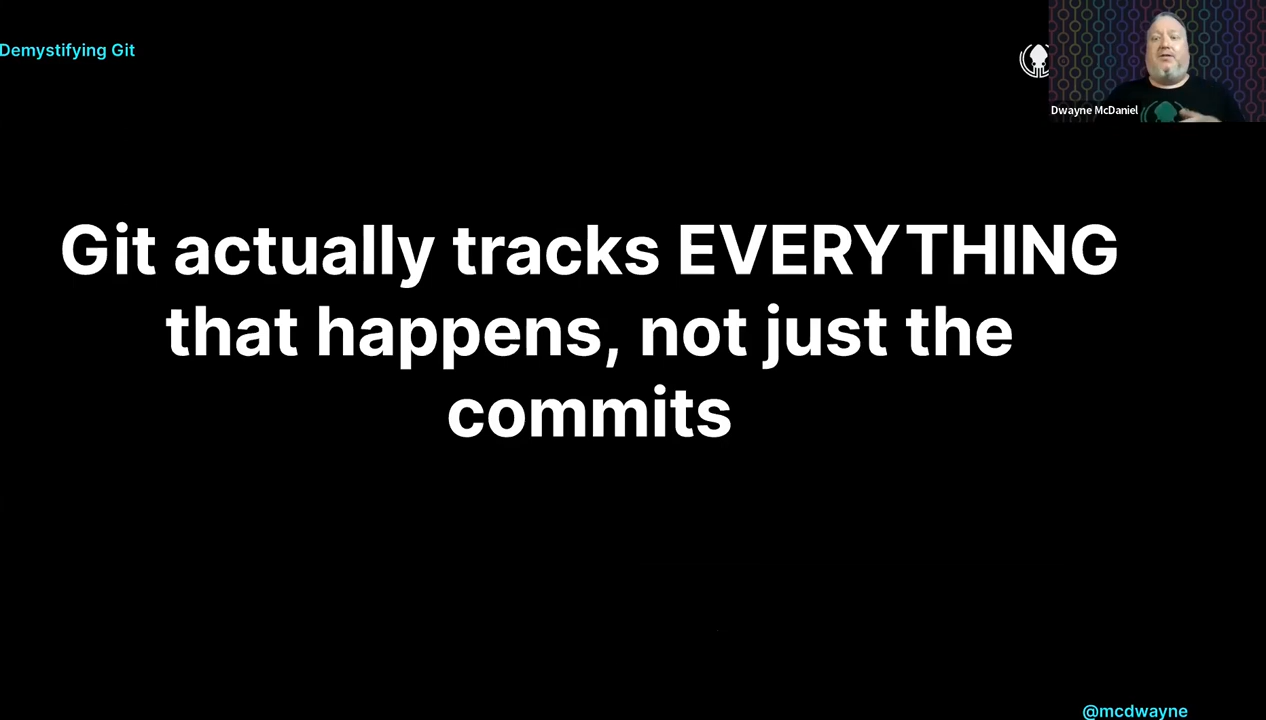 Demystifying Git
Dwayne McDaniel
Git actually tracks EVERYTHING
that happens, not just the
commits
@mcdwayne